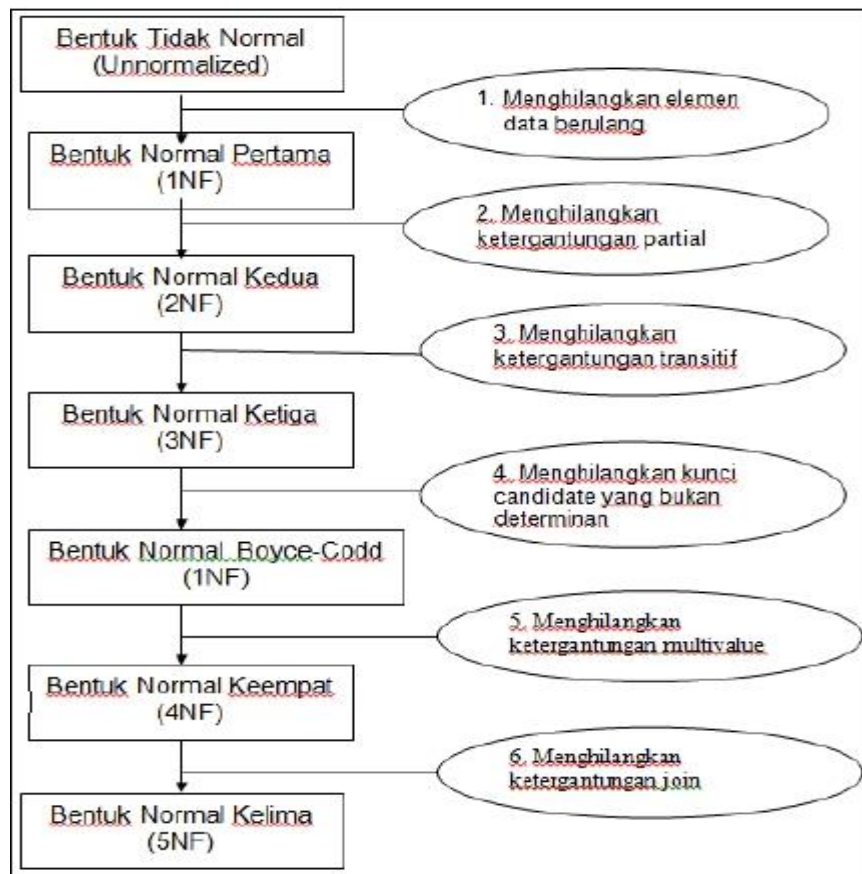 Bentuk Tidak Normal
(Unnormalized)
1. Menghilangkan elemen
data berulang
Bentuk Normal Pertama
(1NF)
2. Menghilangkan
ketergantungan partial
Bentuk Normal Kedua
(2NF)
3. Menghilangkan
ketergantungan transitif
Bentuk Normal Ketiga
(3NF)
4. Menghilangkan kunci
candidate yang bukan
determinan
Bentuk Normal Boyce-Codd
(1NF)
5. Menghilangkan
ketergantungan multivalue
Bentuk Normal Keempat
(4NF)
6. Menghilangkan
ketergantungan join
Bentuk Normal Kelima
(5NF)